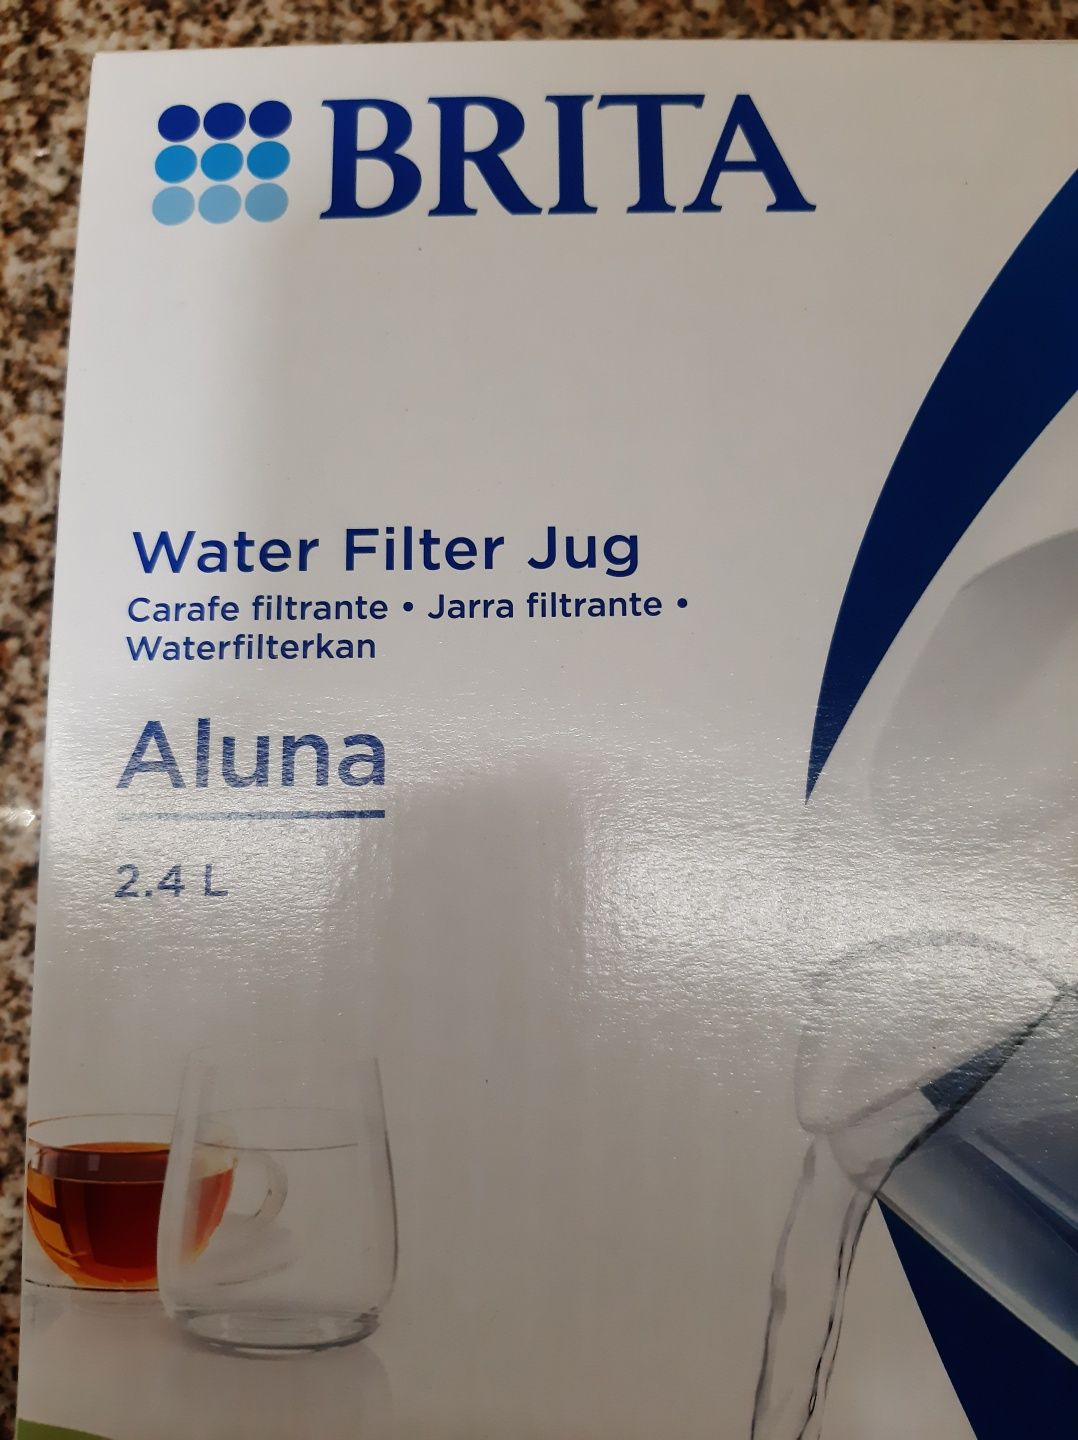 BRITA
Water Filter Jug
Carafe filtrante • Jarra filtrante •
Waterfilterkan
Aluna
2.4 L